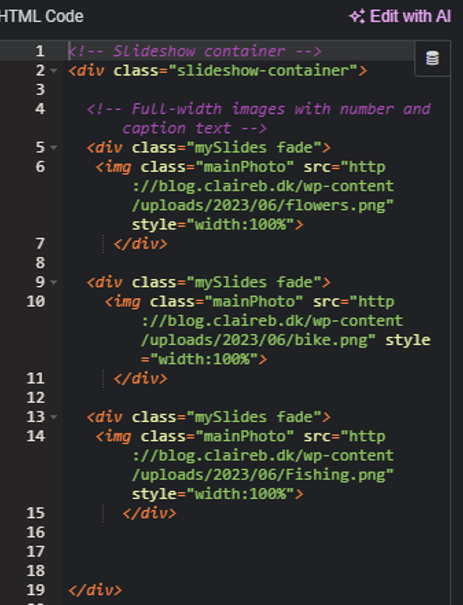 HTML Code
Edit with AI
1 <!-- Slideshow container -->
2 <div class="slideshow-container">
3
4 <!-- Full-width images with number and
caption text -->
5 <div class="mySlides fade">
6 <img class="mainPhoto" src="http
://blog.claireb.dk/wp-content
/uploads/2023/06/flowers.png"
style="width:100%">
7 </div>
8
9 <div class="mySlides fade">
10 <img class="mainPhoto" src="http
://blog.claireb.dk/wp-content
/uploads/2023/06/bike.png" style
="width:100%">
11 </div>
12
13 <div class="mySlides fade">
14 <img class="mainPhoto" src="http
://blog.claireb.dk/wp-content
/uploads/2023/06/Fishing.png"
style="width:100%">
15 </div>
16
17
18
19 </div>